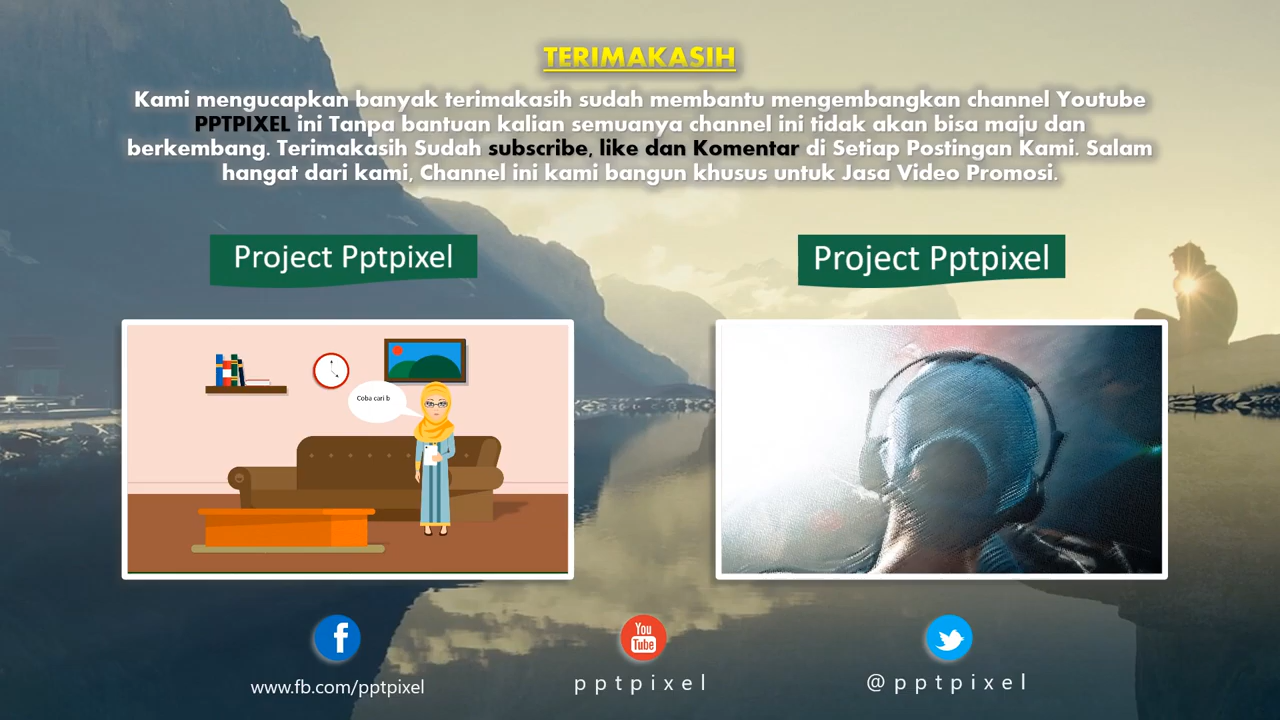 TERIMAKASIH
Kami mengucapkan banyak terimakasih sudah membantu mengembangkan channel Youtube
PPTPIXEL ini Tanpa bantuan kalian semuanya channel ini tidak akan bisa maju dan
berkembang. Terimakasih Sudah subscribe, like dan Komentar di Setiap Postingan Kami. Salam
hangat dari kami, Channel ini kami bangun khusus untuk Jasa Video Promosi.
Project Pptpixel
Project Pptpixel
Coba cari b
You
Tube
www.fb.com/pptpixel
pptpixel
@pptpixel